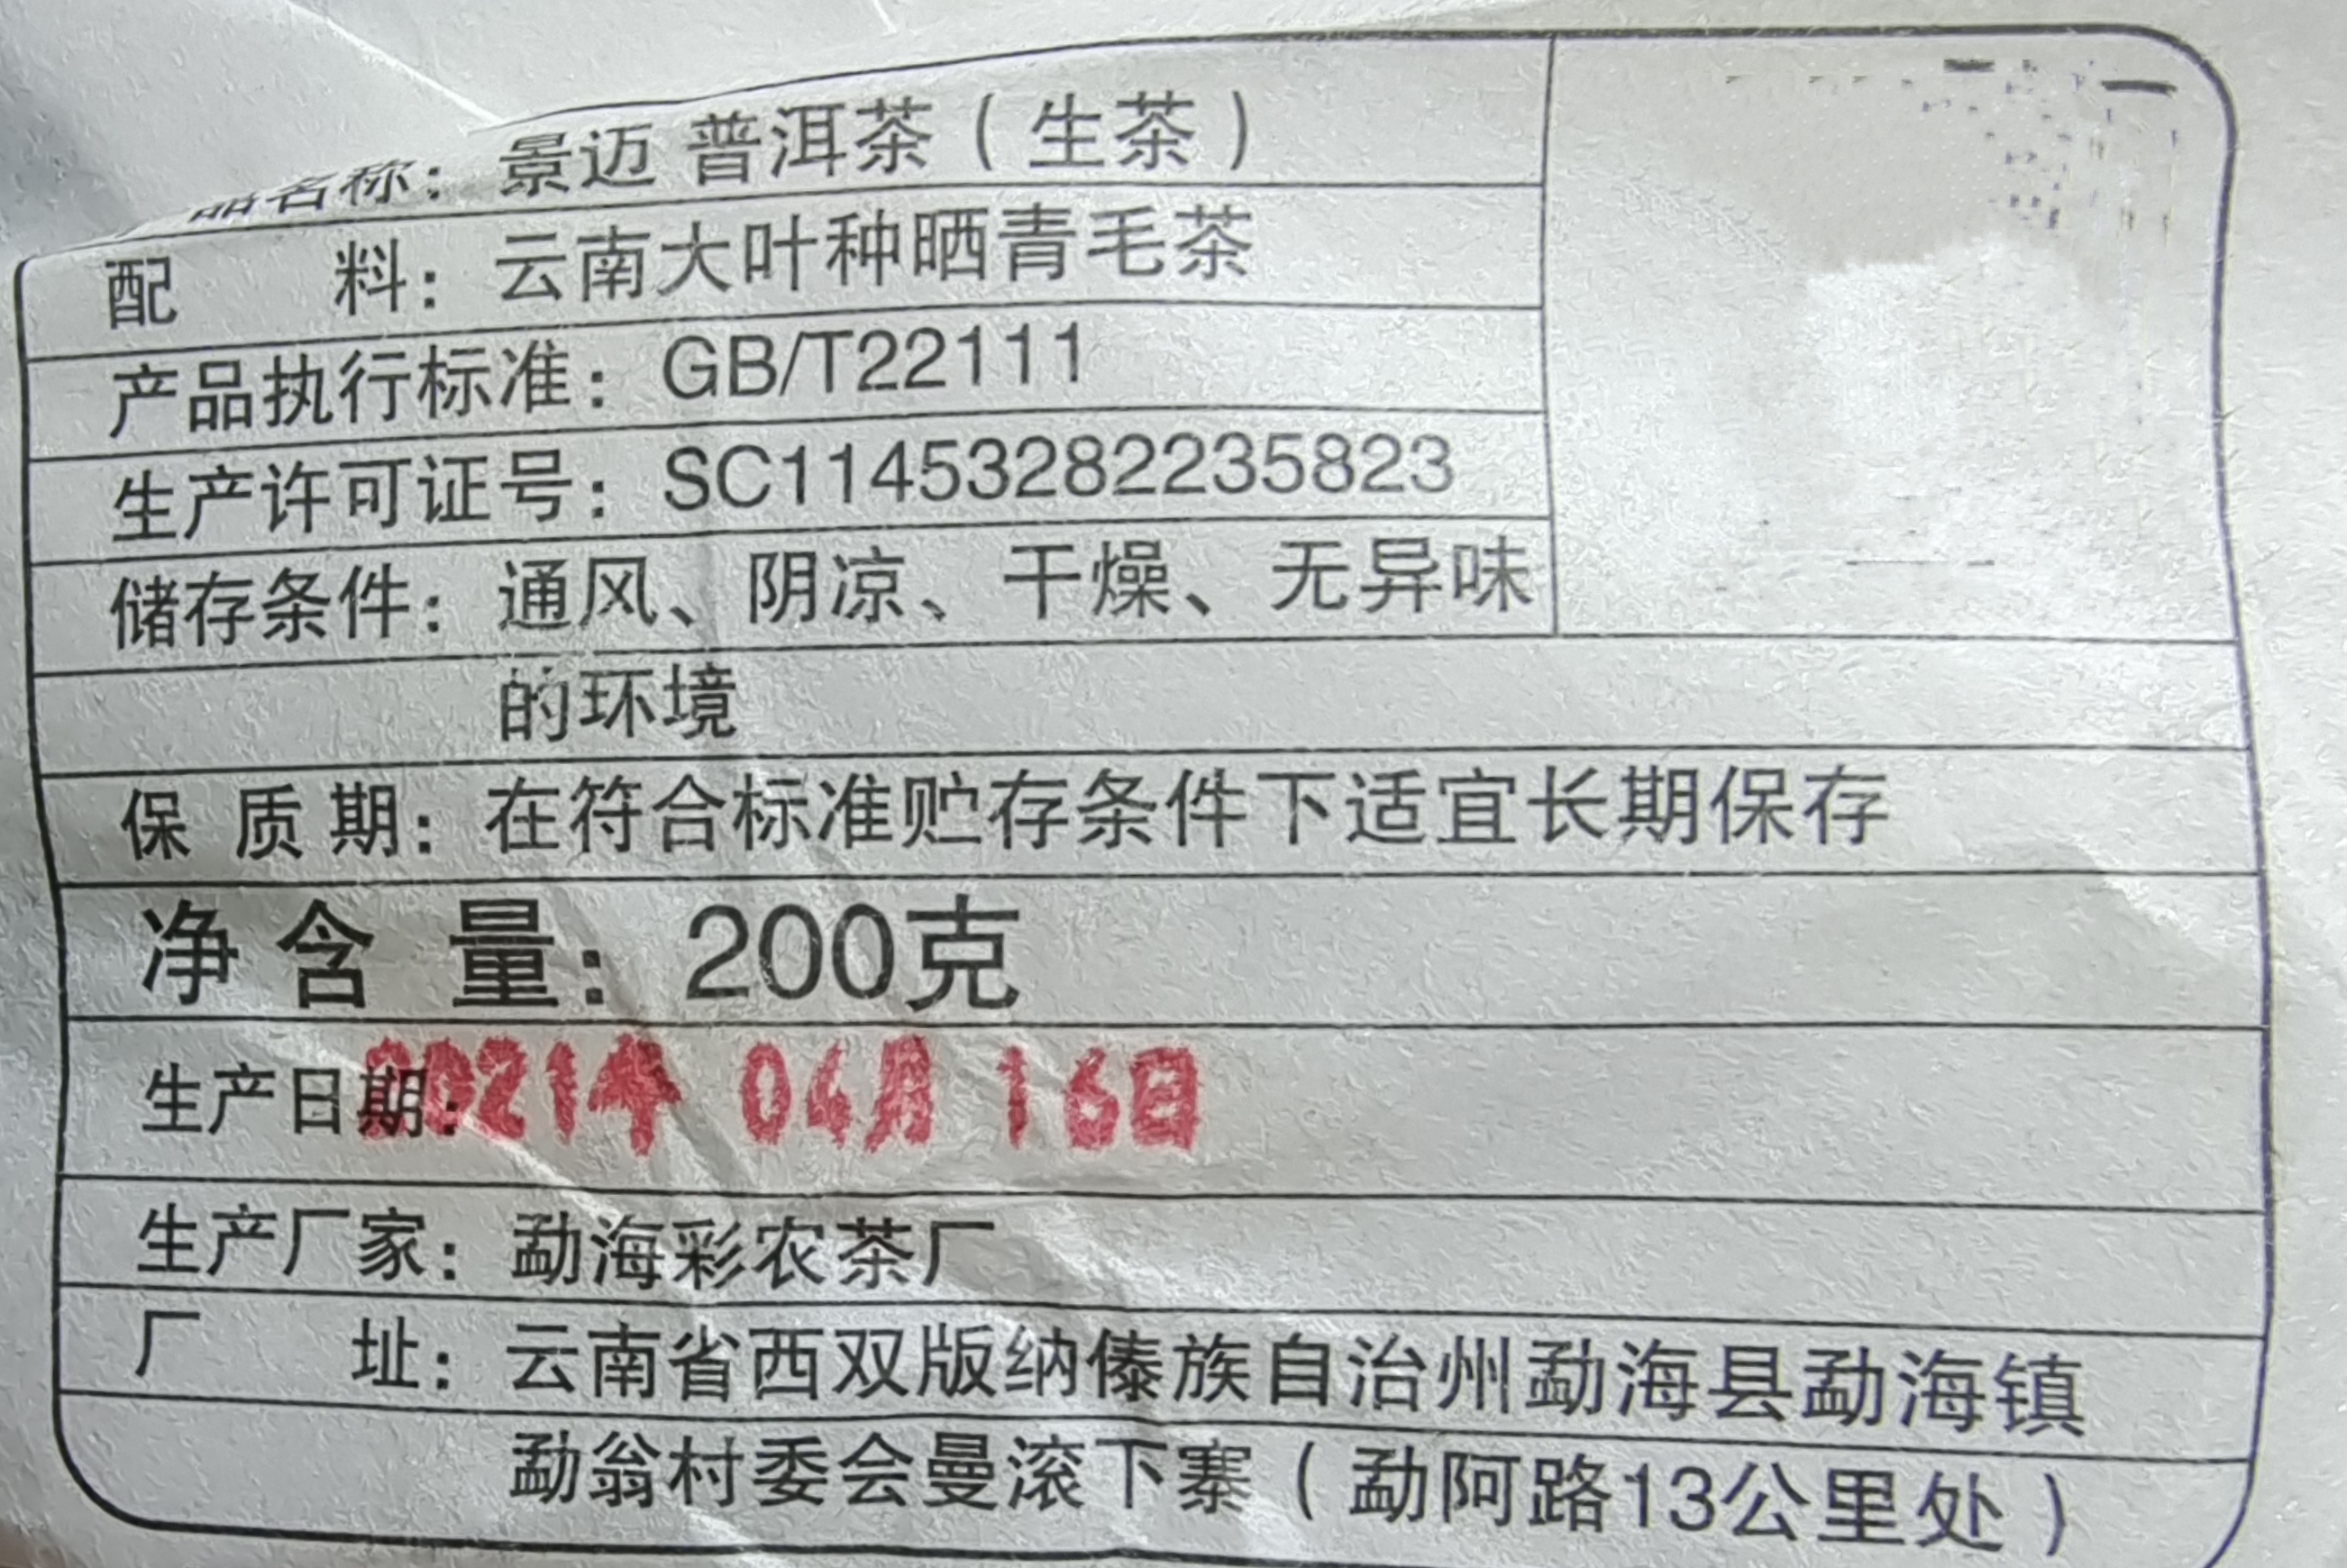 品名称：景迈 普洱茶（生茶）
配　　料：云南大叶种晒青毛茶
产品执行标准：GB/T22111
生产许可证号：SC11453282235823
储存条件：通风、阴凉、干燥、无异味
的环境
保 质 期：在符合标准贮存条件下适宜长期保存
净 含 量：200克
生产日期：2021年 04月 16日
生产厂家：勐海彩农茶厂
厂　　址：云南省西双版纳傣族自治州勐海县勐海镇
勐翁村委会曼滚下寨（勐阿路13公里处）